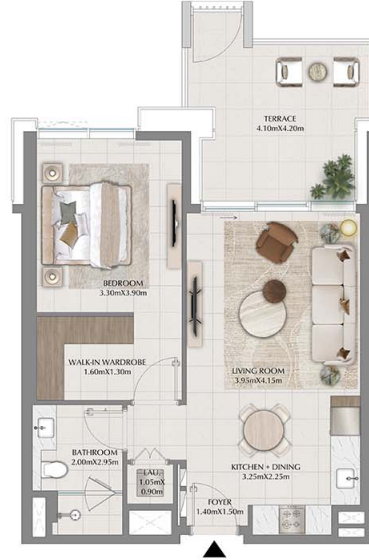 TERRACE
4.10mX4.20m
BEDROOM
3.30mX3.90m
WALK-IN WARDROBE
1.60mX1.30m
LIVING ROOM
3.95mX4.15m
BATHROOM
2.00mX2.95m
LAU.
1.05mX
0.90m
KITCHEN + DINING
3.25mX2.25m
FOYER
1.40mX1.50m